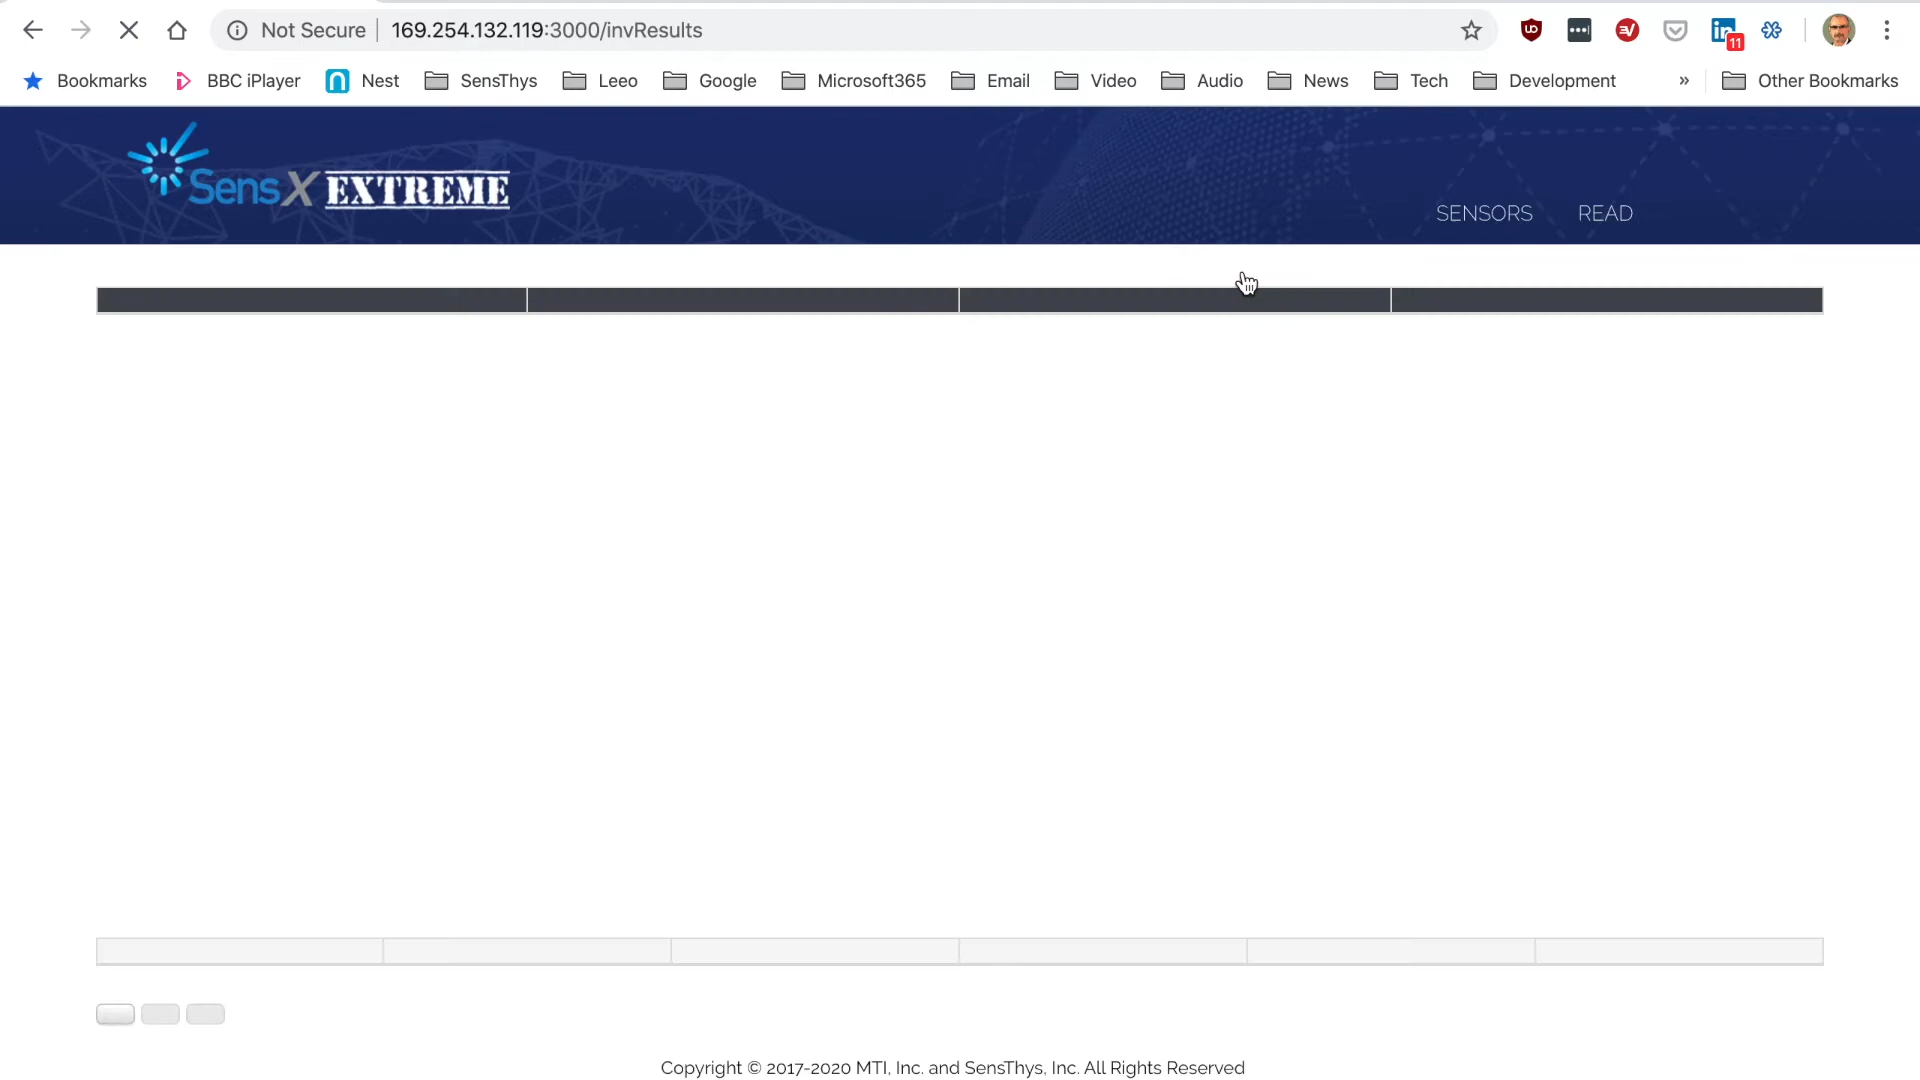 Not Secure 169.254.132.119:3000/invResults
11
Bookmarks BBC iPlayer Nest SensThys Leeo Google Microsoft365 Email Video Audio News Tech Development » Other Bookmarks
SensX EXTREME
SENSORS READ
Copyright © 2017-2020 MTI, Inc. and SensThys, Inc. All Rights Reserved